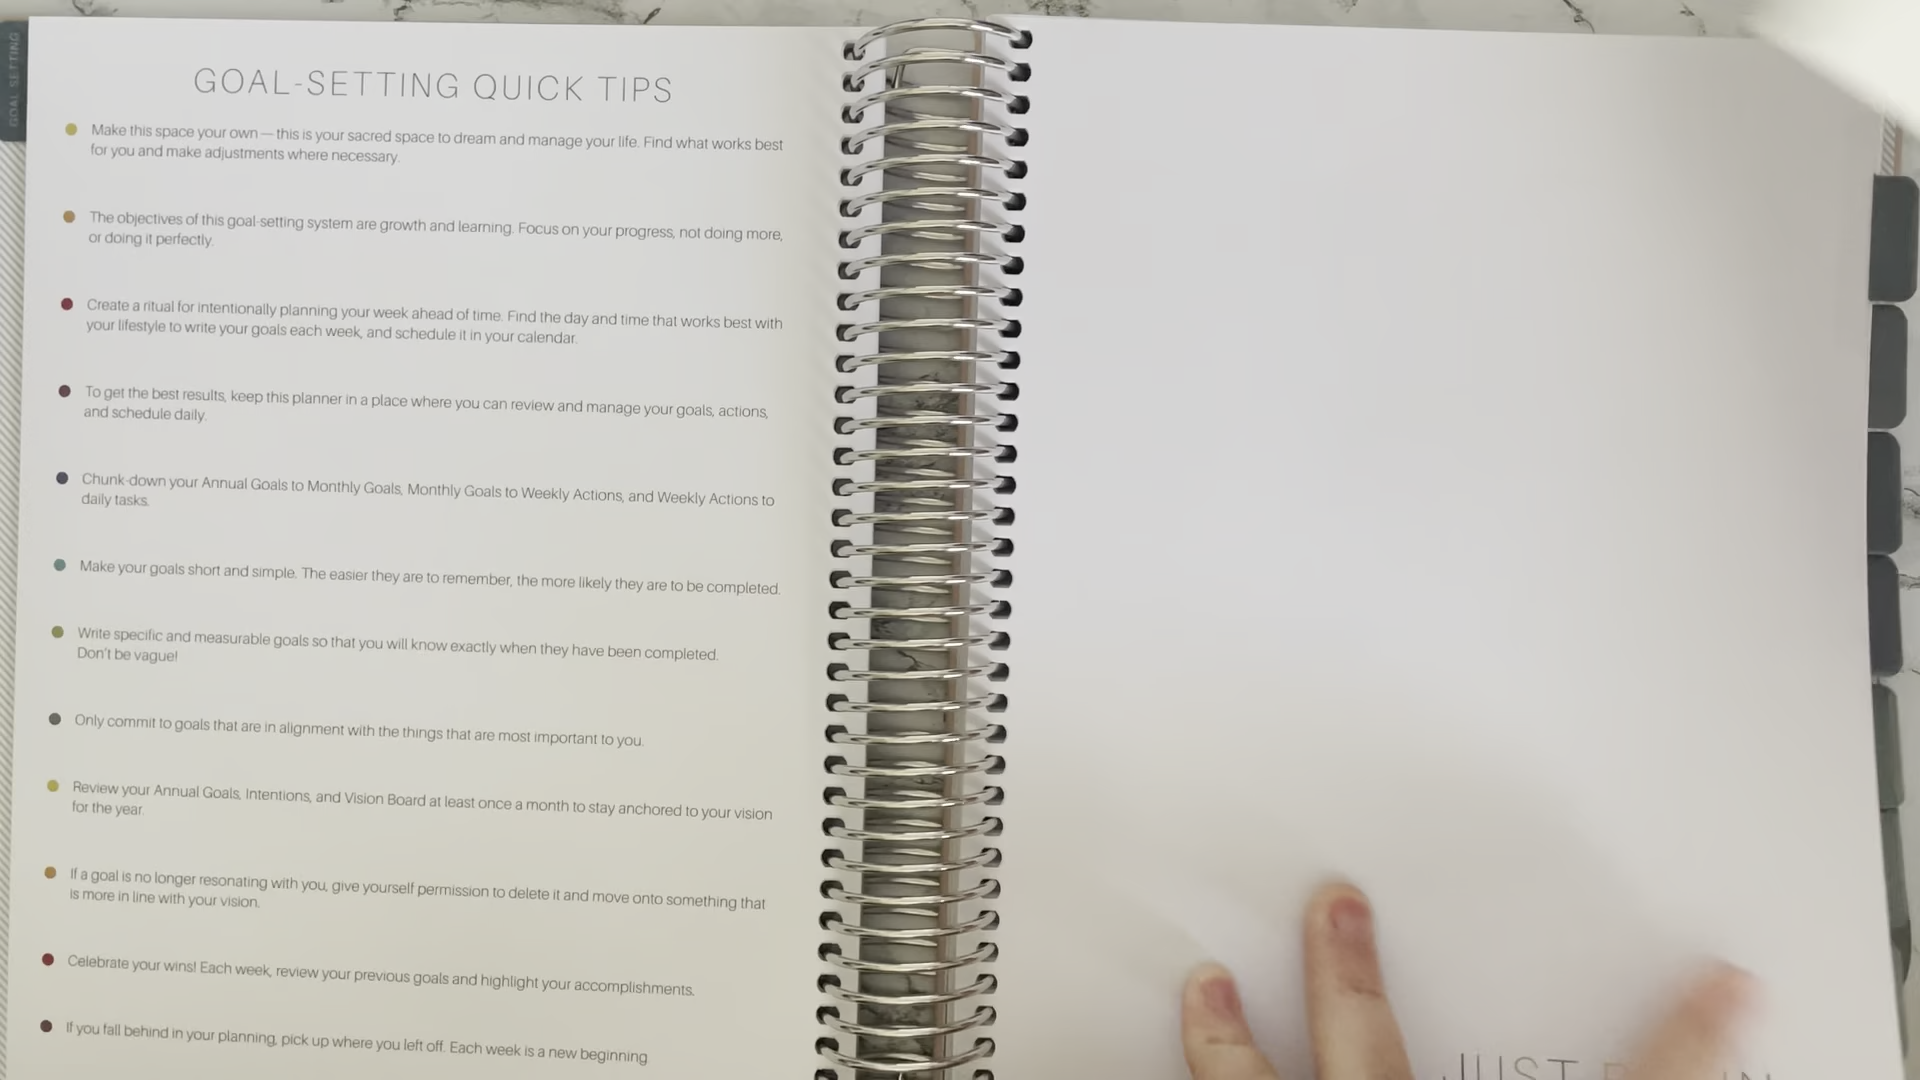 GOAL SETTING
GOAL-SETTING QUICK TIPS
Make this space your own — this is your sacred space to dream and manage your life. Find what works best
for you and make adjustments where necessary.
The objectives of this goal-setting system are growth and learning. Focus on your progress, not doing more,
or doing it perfectly.
Create a ritual for intentionally planning your week ahead of time. Find the day and time that works best with
your lifestyle to write your goals each week, and schedule it in your calendar.
To get the best results, keep this planner in a place where you can review and manage your goals, actions,
and schedule daily.
Chunk-down your Annual Goals to Monthly Goals, Monthly Goals to Weekly Actions, and Weekly Actions to
daily tasks.
Make your goals short and simple. The easier they are to remember, the more likely they are to be completed.
Write specific and measurable goals so that you will know exactly when they have been completed.
Don't be vague!
Only commit to goals that are in alignment with the things that are most important to you.
Review your Annual Goals, Intentions, and Vision Board at least once a month to stay anchored to your vision
for the year.
If a goal is no longer resonating with you, give yourself permission to delete it and move onto something that
is more in line with your vision.
Celebrate your wins! Each week, review your previous goals and highlight your accomplishments.
If you fall behind in your planning, pick up where you left off. Each week is a new beginning
JUST